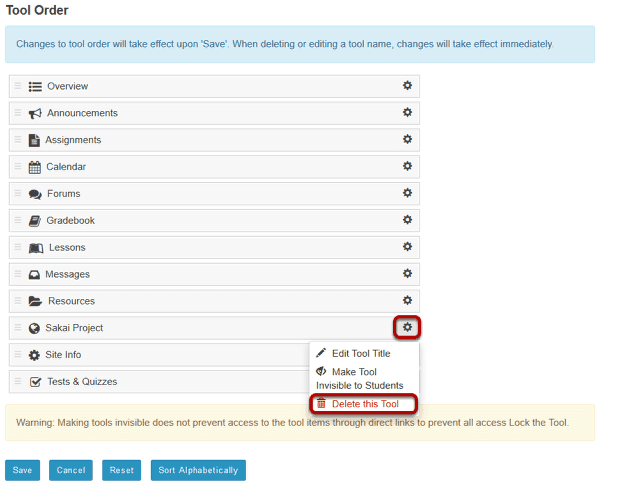 Tool Order
Changes to tool order will take effect upon 'Save'. When deleting or editing a tool name, changes will take effect immediately.
Overview
Announcements
Assignments
Calendar
Forums
Gradebook
Lessons
Messages
Resources
Sakai Project
Site Info
Tests & Quizzes
Edit Tool Title
Make Tool
Invisible to Students
Delete this Tool
Warning: Making tools invisible does not prevent access to the tool items through direct links to prevent all access Lock the Tool.
Save Cancel Reset Sort Alphabetically